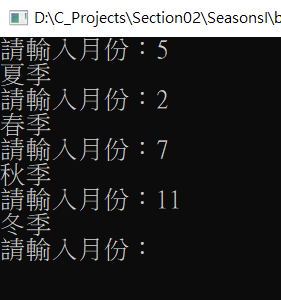 D:\C_Projects\Section02\SeasonsI\b
請輸入月份：5
夏季
請輸入月份：2
春季
請輸入月份：7
秋季
請輸入月份：11
冬季
請輸入月份：